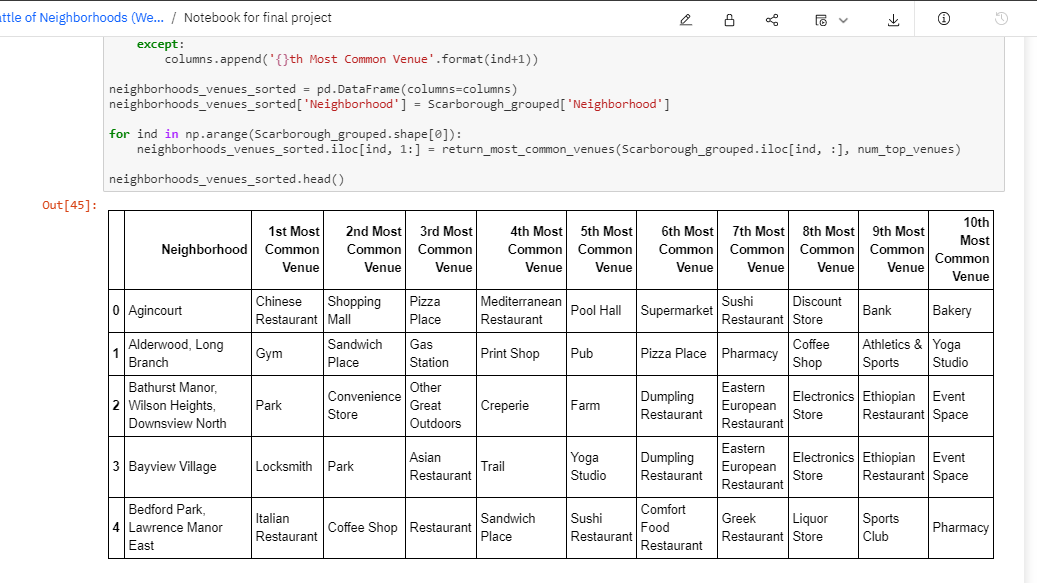 attle of Neighborhoods (We... / Notebook for final project
except:
columns.append('{}th Most Common Venue'.format(ind+1))
neighborhoods_venues_sorted = pd.DataFrame(columns=columns)
neighborhoods_venues_sorted['Neighborhood'] = Scarborough_grouped['Neighborhood']
for ind in np.arange(Scarborough_grouped.shape[0]):
neighborhoods_venues_sorted.iloc[ind, 1:] = return_most_common_venues(Scarborough_grouped.iloc[ind, :], num_top_venues)
neighborhoods_venues_sorted.head()
Out[45]:
Neighborhood 1st Most Common Venue 2nd Most Common Venue 3rd Most Common Venue 4th Most Common Venue 5th Most Common Venue 6th Most Common Venue 7th Most Common Venue 8th Most Common Venue 9th Most Common Venue 10th Most Common Venue
0 Agincourt Chinese Restaurant Shopping Mall Pizza Place Mediterranean Restaurant Pool Hall Supermarket Sushi Restaurant Discount Store Bank Bakery
1 Alderwood, Long Branch Gym Sandwich Place Gas Station Print Shop Pub Pizza Place Pharmacy Coffee Shop Athletics & Sports Yoga Studio
2 Bathurst Manor, Wilson Heights, Downsview North Park Convenience Store Other Great Outdoors Creperie Farm Dumpling Restaurant Eastern European Restaurant Electronics Store Ethiopian Restaurant Event Space
3 Bayview Village Locksmith Park Asian Restaurant Trail Yoga Studio Dumpling Restaurant Eastern European Restaurant Electronics Store Ethiopian Restaurant Event Space
4 Bedford Park, Lawrence Manor East Italian Restaurant Coffee Shop Restaurant Sandwich Place Sushi Restaurant Comfort Food Restaurant Greek Restaurant Liquor Store Sports Club Pharmacy